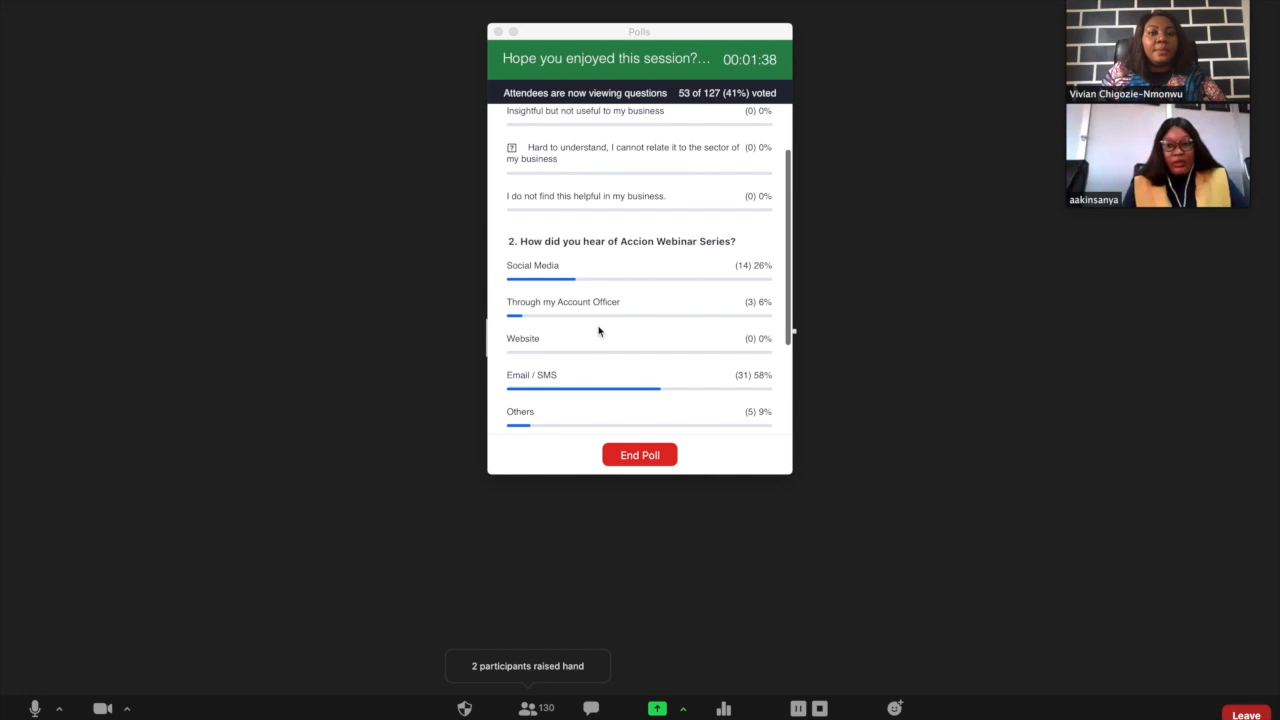 Polls
Hope you enjoyed this session?... 00:01:38
Attendees are now viewing questions 53 of 127 (41%) voted
Insightful but not useful to my business (0) 0%
? Hard to understand, I cannot relate it to the sector of (0) 0%
my business
I do not find this helpful in my business. (0) 0%
2. How did you hear of Accion Webinar Series?
Social Media (14) 26%
Through my Account Officer (3) 6%
Website (0) 0%
Email / SMS (31) 58%
Others (5) 9%
End Poll
Vivian Chigozie-Nmonwu
aakinsanya
2 participants raised hand
130
Leave